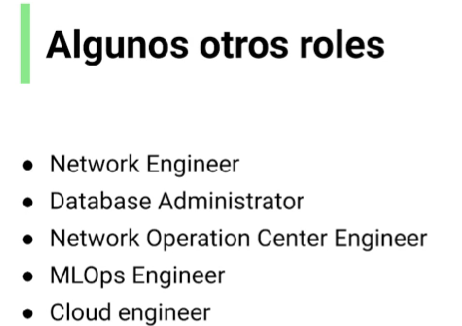 Algunos otros roles
● Network Engineer
● Database Administrator
● Network Operation Center Engineer
● MLOps Engineer
● Cloud engineer